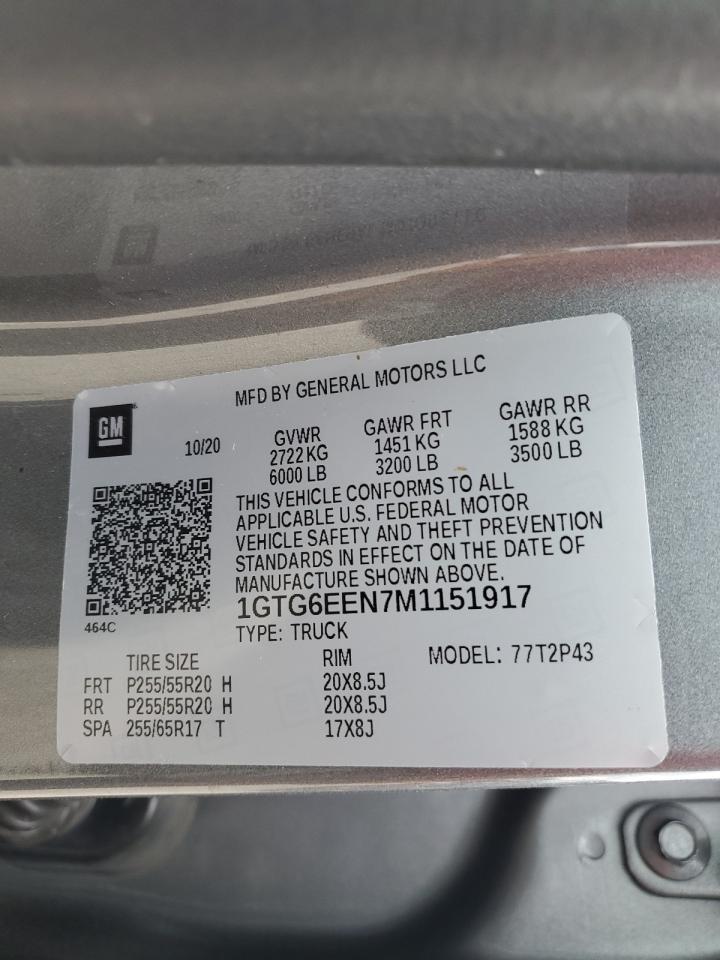 MFD BY GENERAL MOTORS LLC
GM
10/20
GVWR
2722 KG
6000 LB
GAWR FRT
1451 KG
3200 LB
GAWR RR
1588 KG
3500 LB
THIS VEHICLE CONFORMS TO ALL
APPLICABLE U.S. FEDERAL MOTOR
VEHICLE SAFETY AND THEFT PREVENTION
STANDARDS IN EFFECT ON THE DATE OF
MANUFACTURE SHOWN ABOVE.
464C
1GTG6EEN7M1151917
TYPE: TRUCK
MODEL: 77T2P43
TIRE SIZE RIM
FRT P255/55R20 H 20X8.5J
RR P255/55R20 H 20X8.5J
SPA 255/65R17 T 17X8J